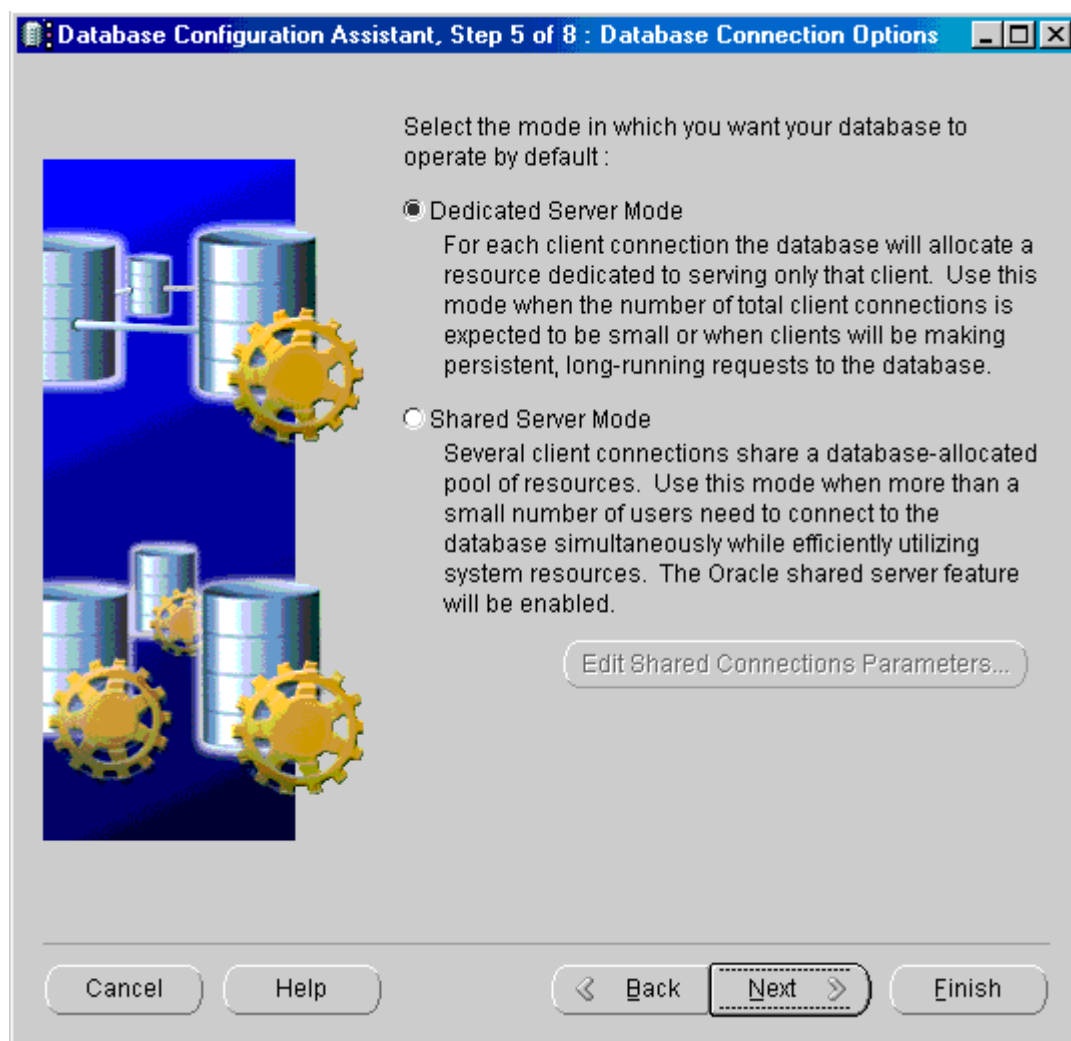 Database Configuration Assistant, Step 5 of 8 : Database Connection Options
Select the mode in which you want your database to
operate by default :
Dedicated Server Mode
For each client connection the database will allocate a
resource dedicated to serving only that client.  Use this
mode when the number of total client connections is
expected to be small or when clients will be making
persistent, long-running requests to the database.
Shared Server Mode
Several client connections share a database-allocated
pool of resources.  Use this mode when more than a
small number of users need to connect to the
database simultaneously while efficiently utilizing
system resources.  The Oracle shared server feature
will be enabled.
Edit Shared Connections Parameters...
Cancel Help Back Next Finish